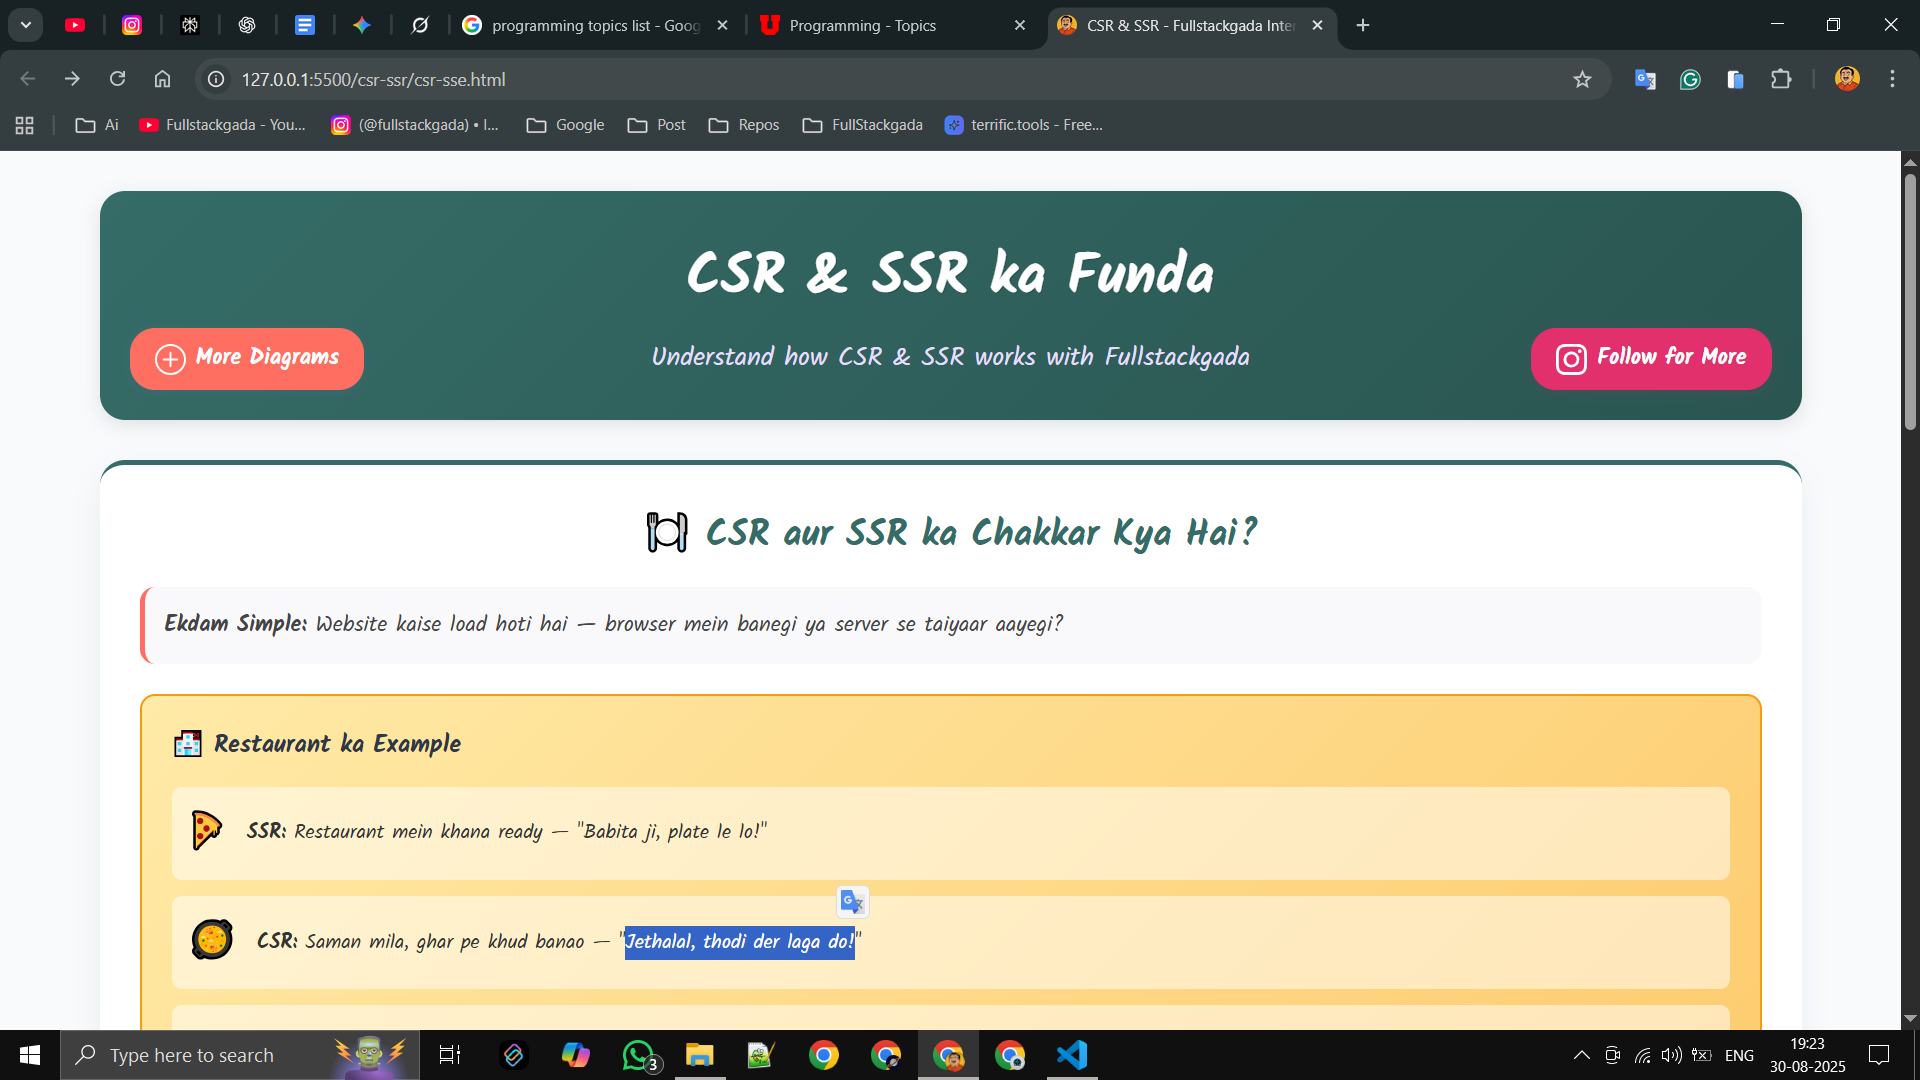 programming topics list - Goog
Programming - Topics
CSR & SSR - Fullstackgada Inter
127.0.0.1:5500/csr-ssr/csr-sse.html
Ai
Fullstackgada - You...
(@fullstackgada) • I...
Google
Post
Repos
FullStackgada
terrific.tools - Free...
CSR & SSR ka Funda
More Diagrams
Understand how CSR & SSR works with Fullstackgada
Follow for More
CSR aur SSR ka Chakkar Kya Hai?
Ekdam Simple: Website kaise load hoti hai — browser mein banegi ya server se taiyaar aayegi?
Restaurant ka Example
SSR: Restaurant mein khana ready — "Babita ji, plate le lo!"
CSR: Saman mila, ghar pe khud banao — "Jethalal, thodi der laga do!"
Type here to search
3
ENG
19:23
30-08-2025